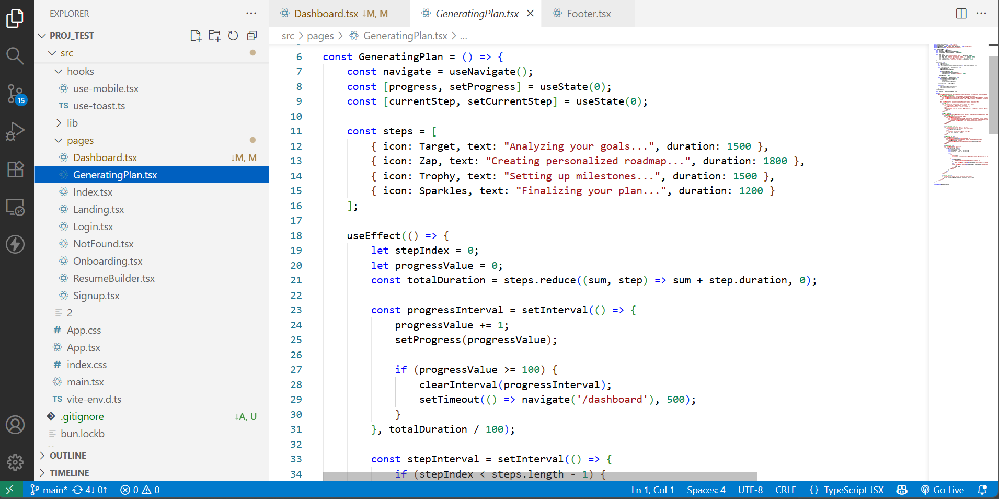 EXPLORER
PROJ_TEST
src
hooks
use-mobile.tsx
TS use-toast.ts
lib
pages
Dashboard.tsx ↓M, M
GeneratingPlan.tsx
Index.tsx
Landing.tsx
Login.tsx
NotFound.tsx
Onboarding.tsx
ResumeBuilder.tsx
Signup.tsx
2
# App.css
App.tsx
# index.css
main.tsx
TS vite-env.d.ts
.gitignore ↓A, U
bun.lockb
OUTLINE
TIMELINE
15
Dashboard.tsx ↓M, M
GeneratingPlan.tsx
Footer.tsx
src > pages > GeneratingPlan.tsx > ...
6 const GeneratingPlan = () => {
7 const navigate = useNavigate();
8 const [progress, setProgress] = useState(0);
9 const [currentStep, setCurrentStep] = useState(0);
10
11 const steps = [
12 { icon: Target, text: "Analyzing your goals...", duration: 1500 },
13 { icon: Zap, text: "Creating personalized roadmap...", duration: 1800 },
14 { icon: Trophy, text: "Setting up milestones...", duration: 1500 },
15 { icon: Sparkles, text: "Finalizing your plan...", duration: 1200 }
16 ];
17
18 useEffect(() => {
19 let stepIndex = 0;
20 let progressValue = 0;
21 const totalDuration = steps.reduce((sum, step) => sum + step.duration, 0);
22
23 const progressInterval = setInterval(() => {
24 progressValue += 1;
25 setProgress(progressValue);
26
27 if (progressValue >= 100) {
28 clearInterval(progressInterval);
29 setTimeout(() => navigate('/dashboard'), 500);
30 }
31 }, totalDuration / 100);
32
33 const stepInterval = setInterval(() => {
34 if (stepIndex < steps.length - 1) {
main* 4↓ 0↑ 0 0
Ln 1, Col 1 Spaces: 4 UTF-8 CRLF {} TypeScript JSX Go Live